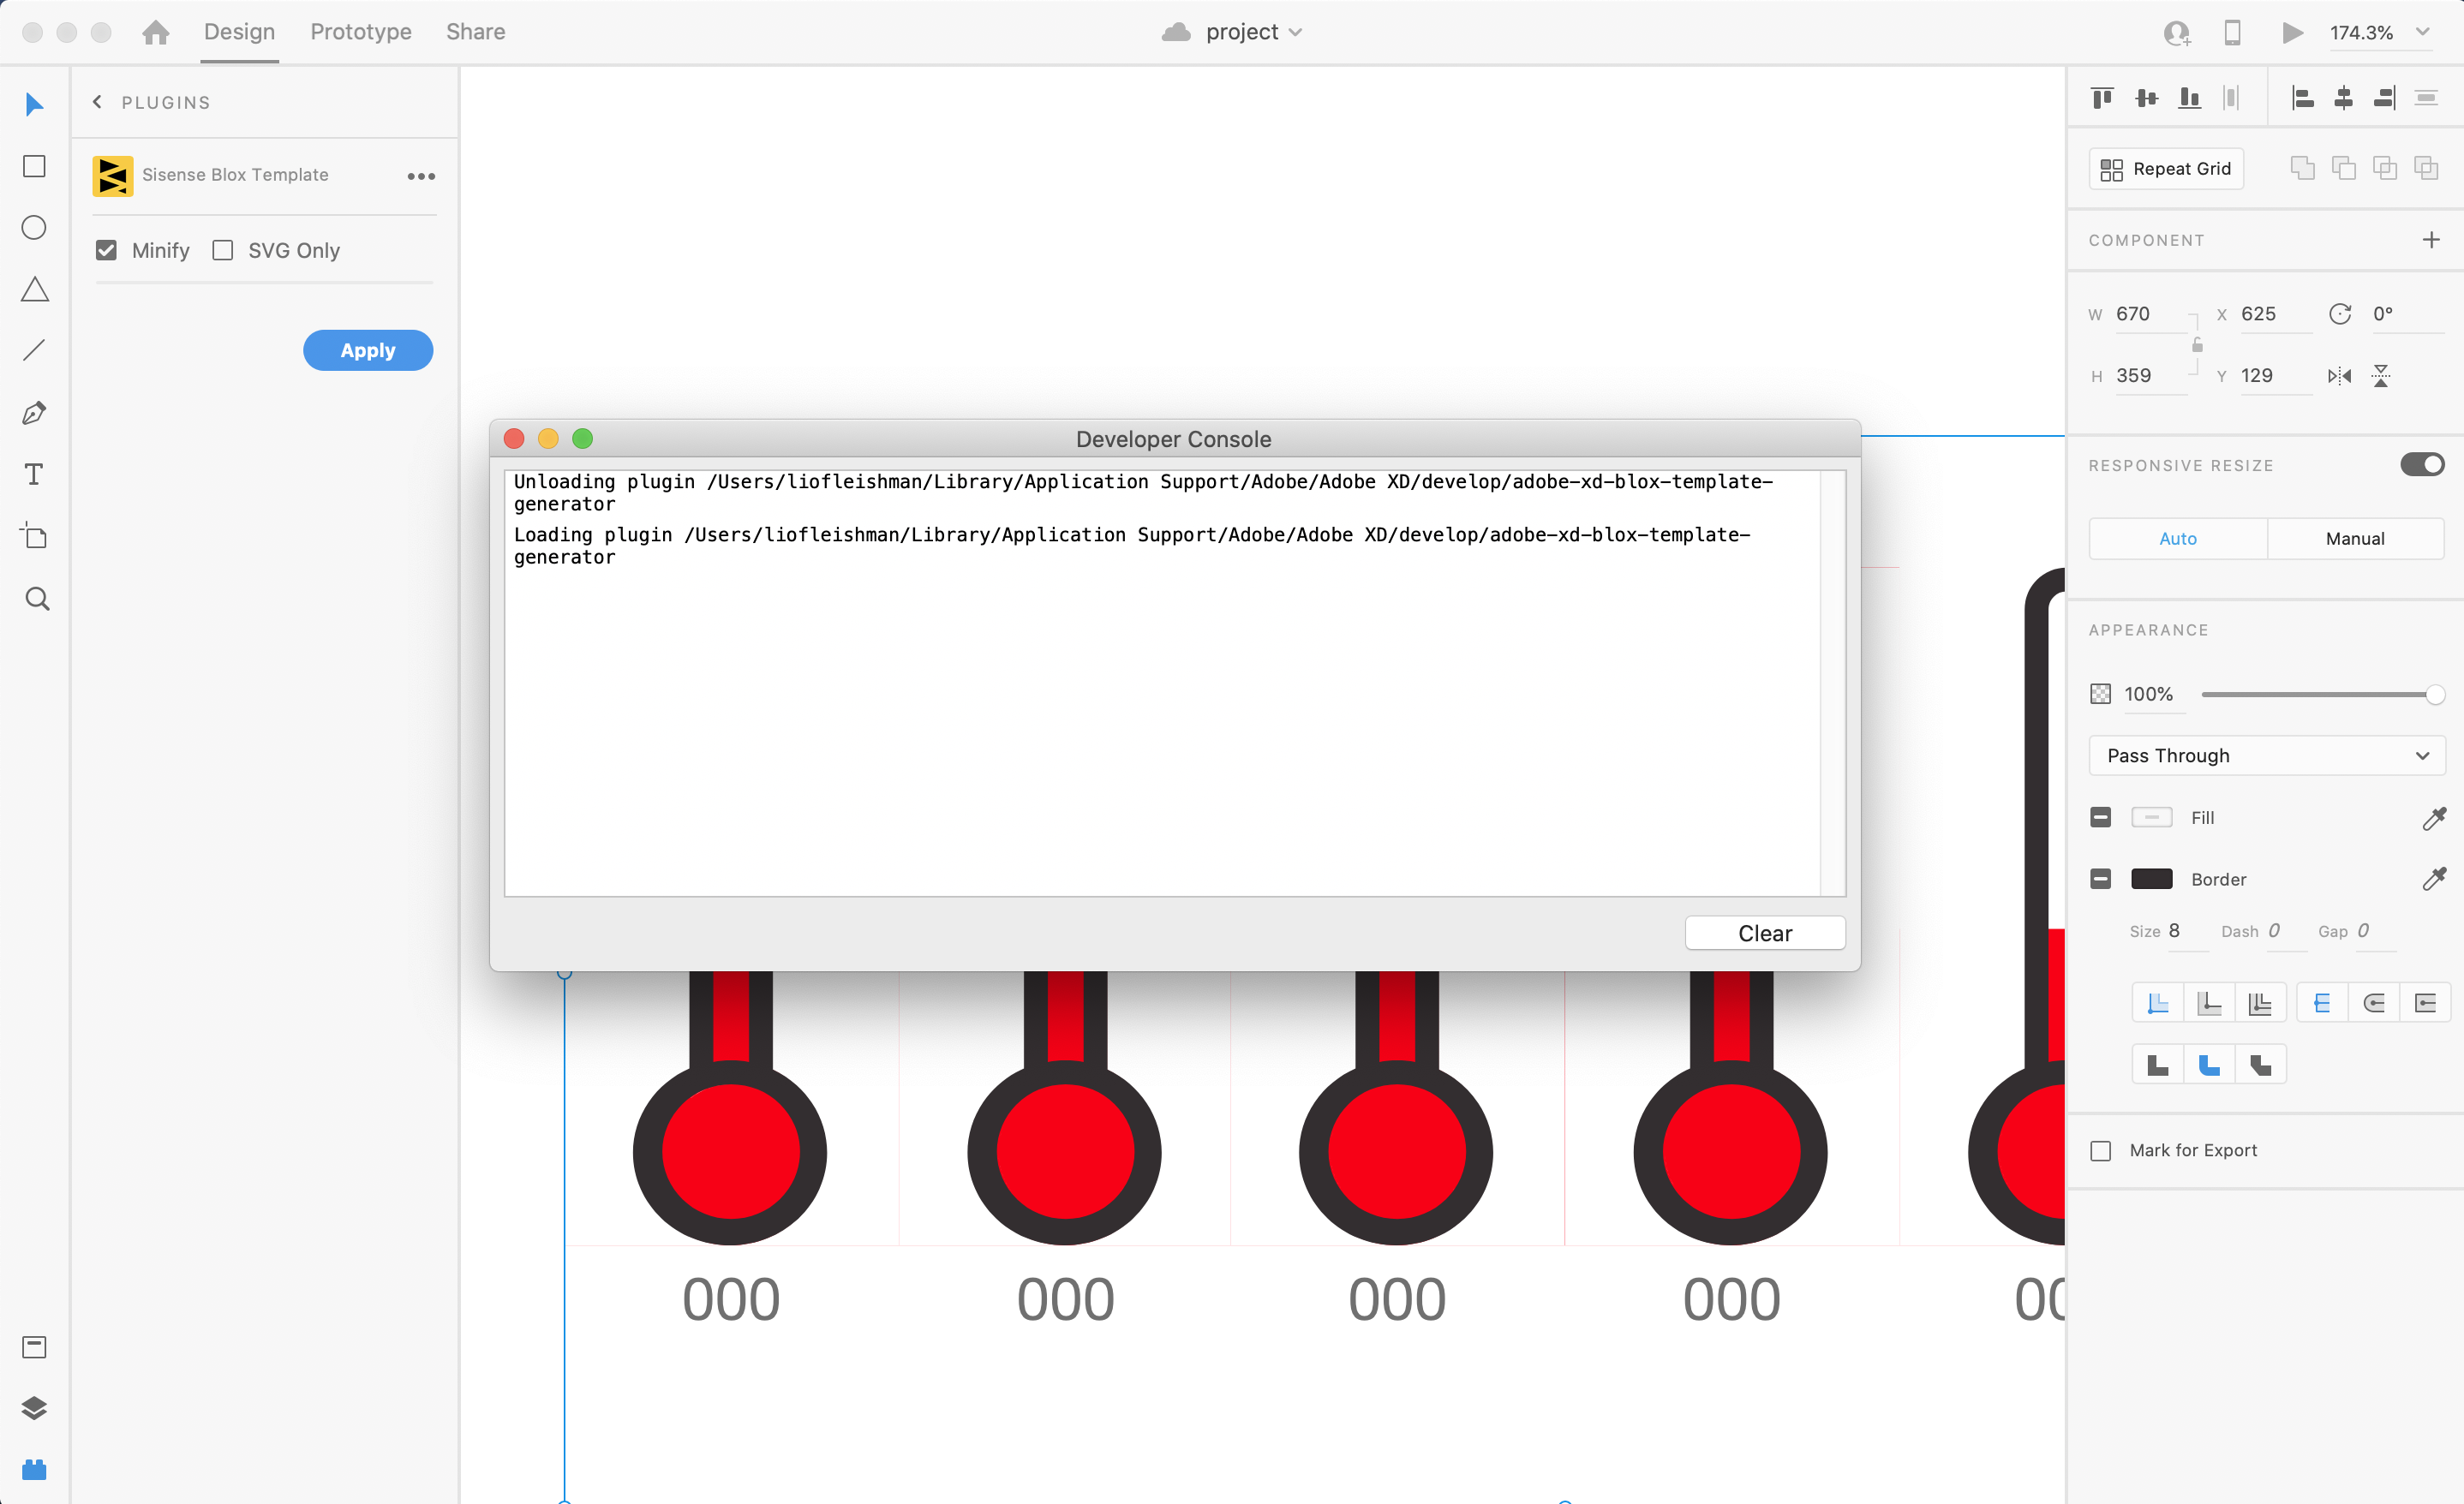 Design Prototype Share
project
174.3%
PLUGINS
Sisense Blox Template
Minify SVG Only
Apply
Developer Console
Unloading plugin /Users/liofleishman/Library/Application Support/Adobe/Adobe XD/develop/adobe-xd-blox-template-
generator
Loading plugin /Users/liofleishman/Library/Application Support/Adobe/Adobe XD/develop/adobe-xd-blox-template-
generator
Clear
000 000 000 000 00
Repeat Grid
COMPONENT
W 670 X 625 0°
H 359 Y 129
RESPONSIVE RESIZE
Auto Manual
APPEARANCE
100%
Pass Through
Fill
Border
Size 8 Dash 0 Gap 0
Mark for Export